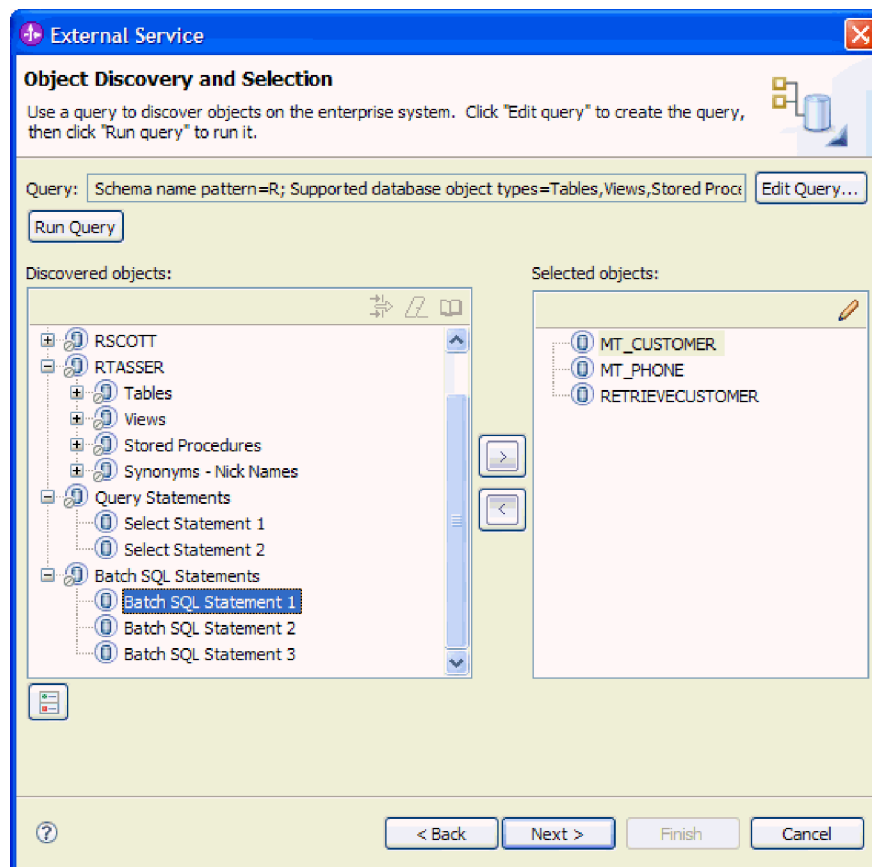 External Service
Object Discovery and Selection
Use a query to discover objects on the enterprise system. Click "Edit query" to create the query,
then click "Run query" to run it.
Query: Schema name pattern=R; Supported database object types=Tables,Views,Stored Proce Edit Query...
Run Query
Discovered objects:
Selected objects:
RSCOTT
RTASSER
Tables
Views
Stored Procedures
Synonyms - Nick Names
Query Statements
Select Statement 1
Select Statement 2
Batch SQL Statements
Batch SQL Statement 1
Batch SQL Statement 2
Batch SQL Statement 3
MT_CUSTOMER
MT_PHONE
RETRIEVECUSTOMER
> 
<
? < Back Next > Finish Cancel